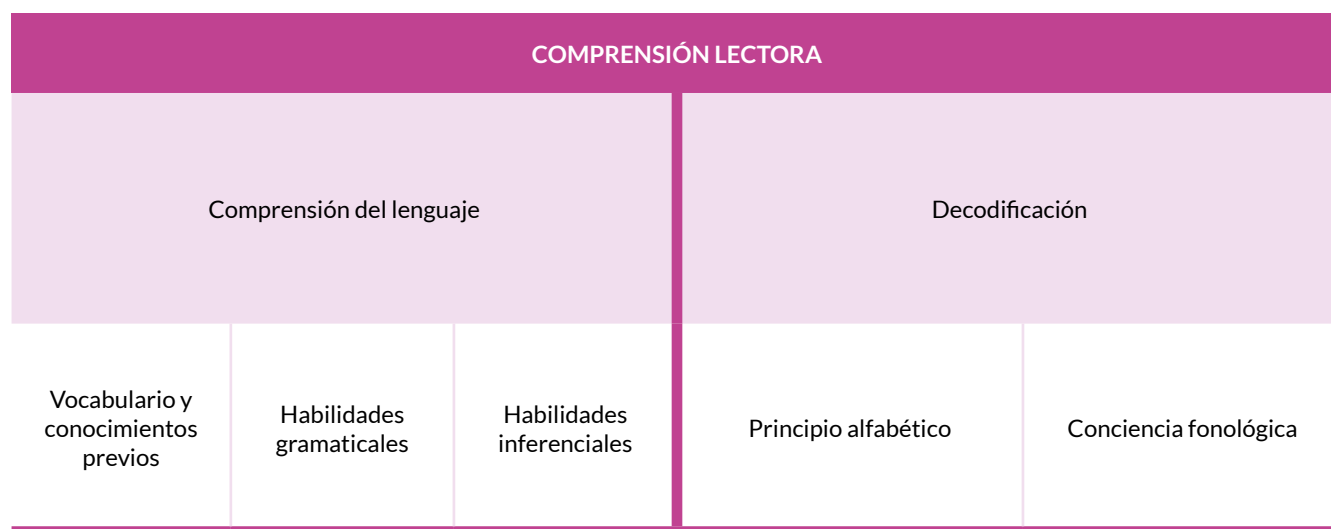 COMPRENSIÓN LECTORA
Comprensión del lenguaje
Decodificación
Vocabulario y
conocimientos
previos
Habilidades
gramaticales
Habilidades
inferenciales
Principio alfabético
Conciencia fonológica